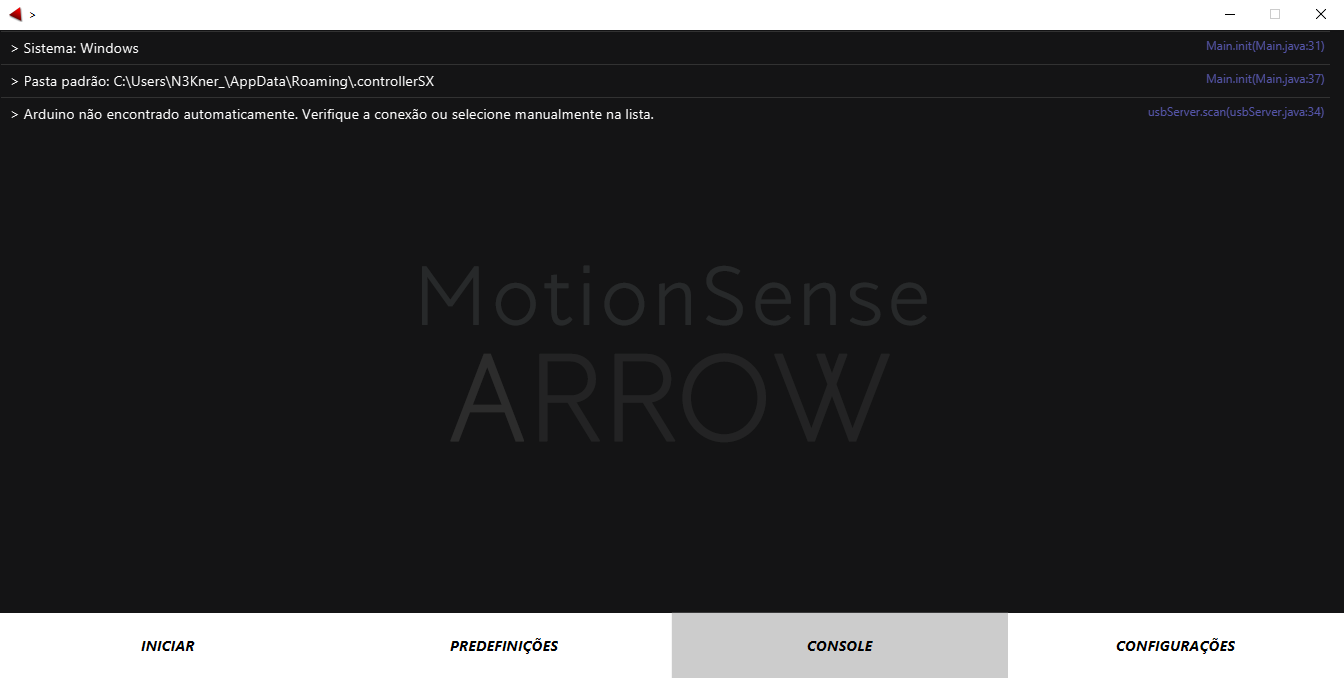 >
> Sistema: Windows
Main.init(Main.java:31)
> Pasta padrão: C:\Users\N3Kner_\AppData\Roaming\.controllerSX
Main.init(Main.java:37)
> Arduino não encontrado automaticamente. Verifique a conexão ou selecione manualmente na lista.
usbServer.scan(usbServer.java:34)
MotionSense
ARROW
INICIAR
PREDEFINIÇÕES
CONSOLE
CONFIGURAÇÕES